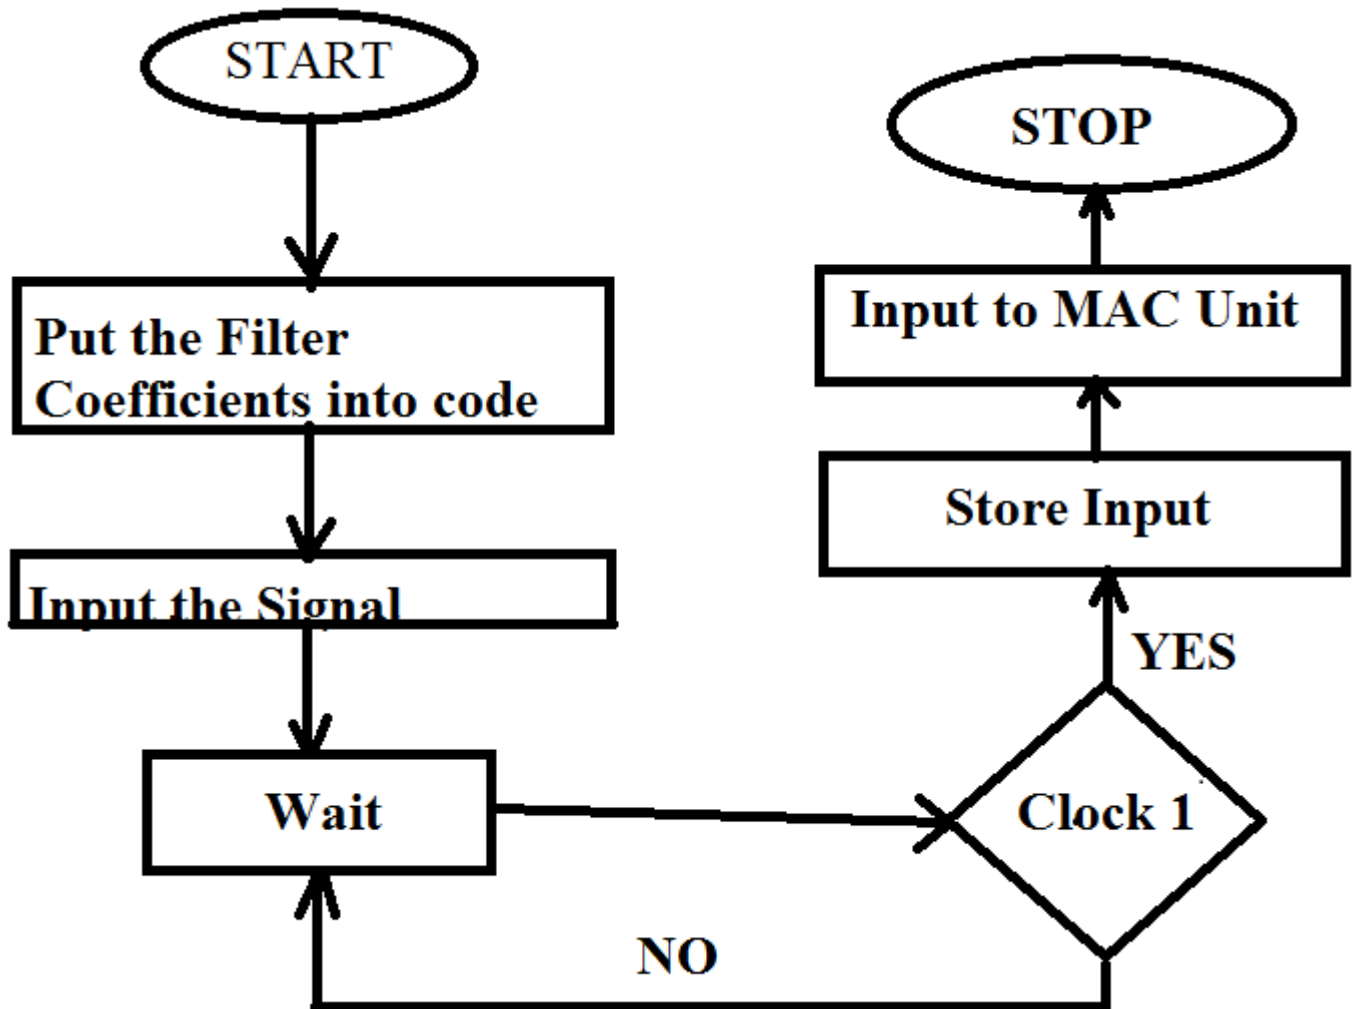 START
Put the Filter
Coefficients into code
Input the Signal
Wait
Clock 1
NO
YES
Store Input
Input to MAC Unit
STOP